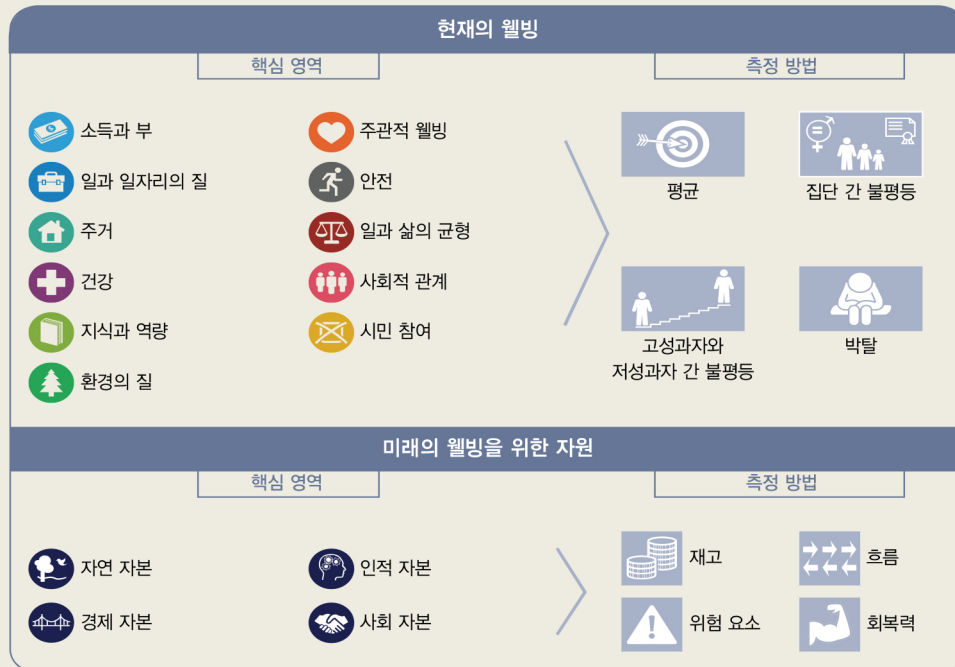 현재의 웰빙
핵심 영역
측정 방법
소득과 부
주관적 웰빙
일과 일자리의 질
안전
주거
일과 삶의 균형
건강
사회적 관계
지식과 역량
시민 참여
환경의 질
평균
집단 간 불평등
고성과자와
저성과자 간 불평등
박탈
미래의 웰빙을 위한 자원
핵심 영역
측정 방법
자연 자본
인적 자본
경제 자본
사회 자본
재고
흐름
위험 요소
회복력